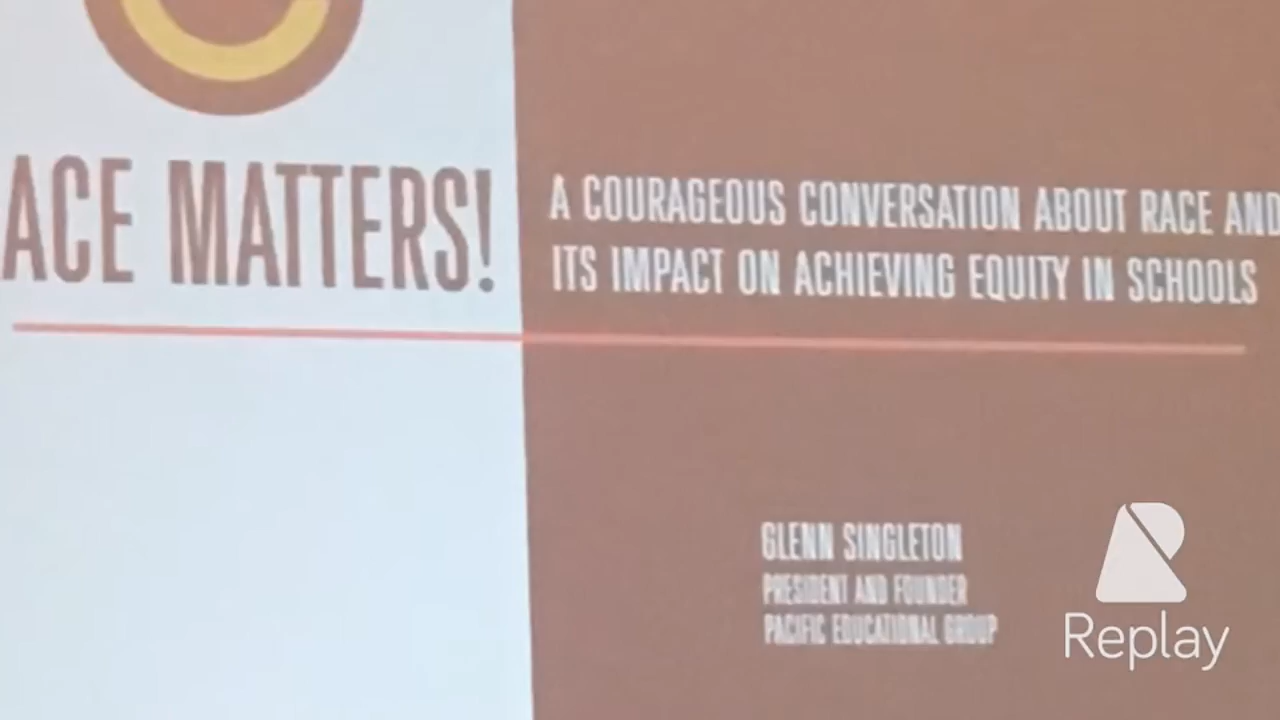 ACE MATTERS!
A COURAGEOUS CONVERSATION ABOUT RACE AND
ITS IMPACT ON ACHIEVING EQUITY IN SCHOOLS
GLENN SINGLETON
PRESIDENT AND FOUNDER
PACIFIC EDUCATIONAL GROUP
Replay